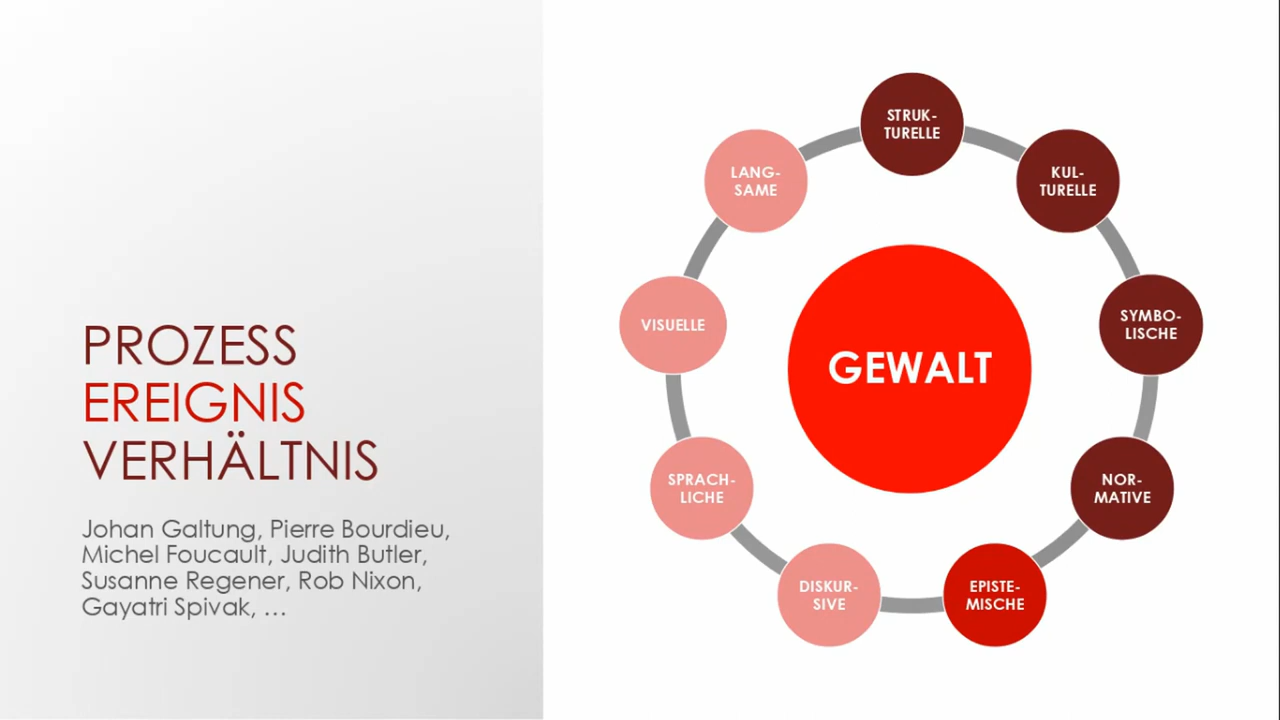 PROZESS
EREIGNIS
VERHÄLTNIS
Johan Galtung, Pierre Bourdieu,
Michel Foucault, Judith Butler,
Susanne Regener, Rob Nixon,
Gayatri Spivak, …
GEWALT
STRUK-
TURELLE
KUL-
TURELLE
SYMBO-
LISCHE
NOR-
MATIVE
EPISTE-
MISCHE
DISKUR-
SIVE
SPRACH-
LICHE
VISUELLE
LANG-
SAME